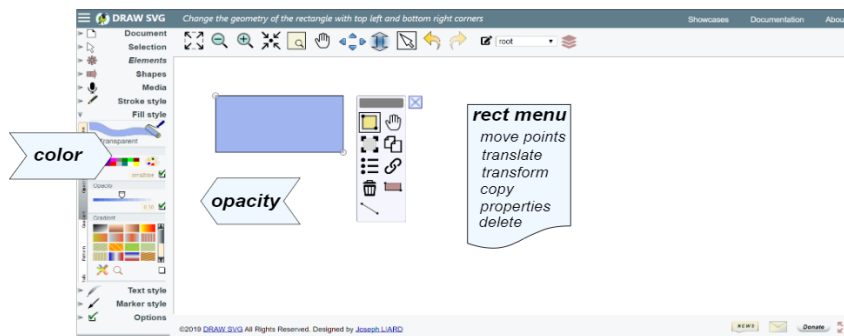 DRAW SVG
Change the geometry of the rectangle with top left and bottom right corners
Showcases
Documentation
Abou
Document
Selection
Elements
Shapes
Media
Stroke style
Fill style
root
color
Transparent
Opacity
Gradient
Text style
Marker style
Options
opacity
rect menu
move points
translate
transform
copy
properties
delete
©2019 DRAW SVG All Rights Reserved. Designed by Joseph LIARD
NEWS
Donate